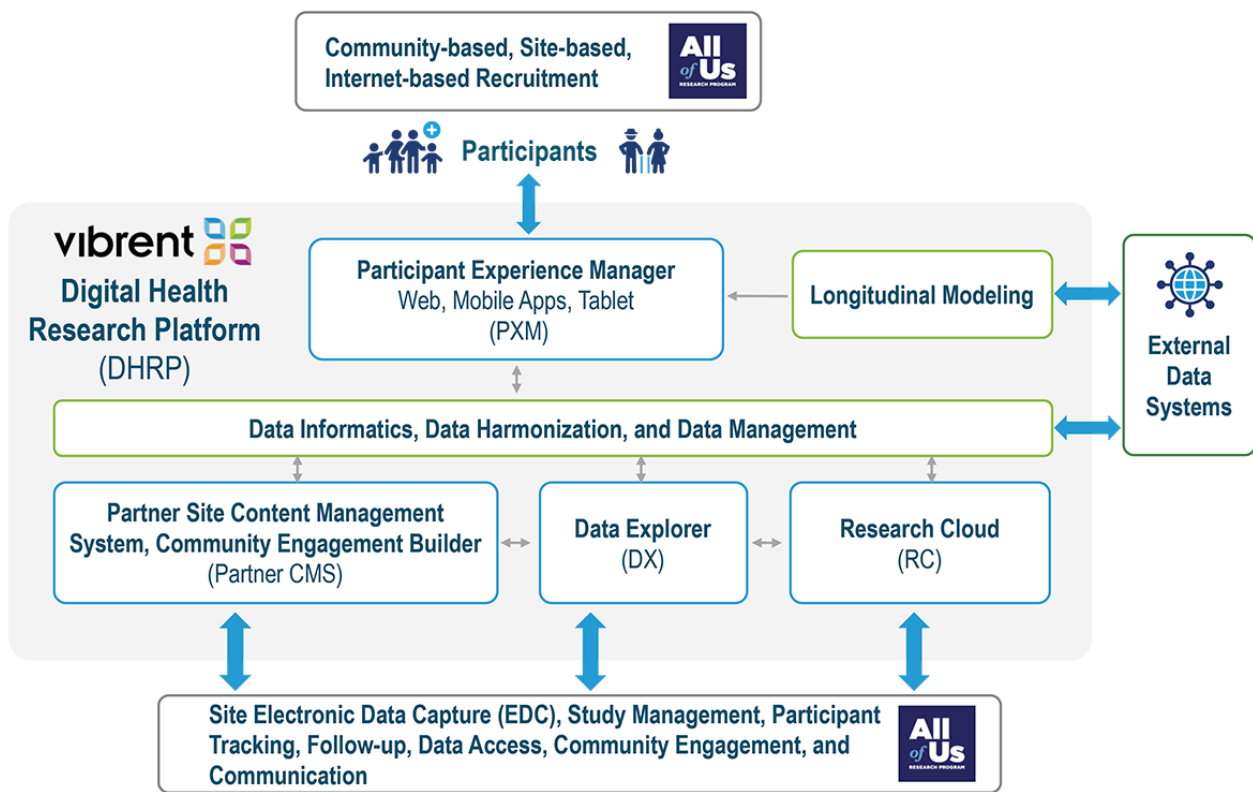 Community-based, Site-based,
Internet-based Recruitment
All
of Us
RESEARCH PROGRAM
Participants
vibrent
Digital Health
Research Platform
(DHRP)
Participant Experience Manager
Web, Mobile Apps, Tablet
(PXM)
Longitudinal Modeling
External
Data
Systems
Data Informatics, Data Harmonization, and Data Management
Partner Site Content Management
System, Community Engagement Builder
(Partner CMS)
Data Explorer
(DX)
Research Cloud
(RC)
Site Electronic Data Capture (EDC), Study Management, Participant
Tracking, Follow-up, Data Access, Community Engagement, and
Communication
All
of Us
RESEARCH PROGRAM